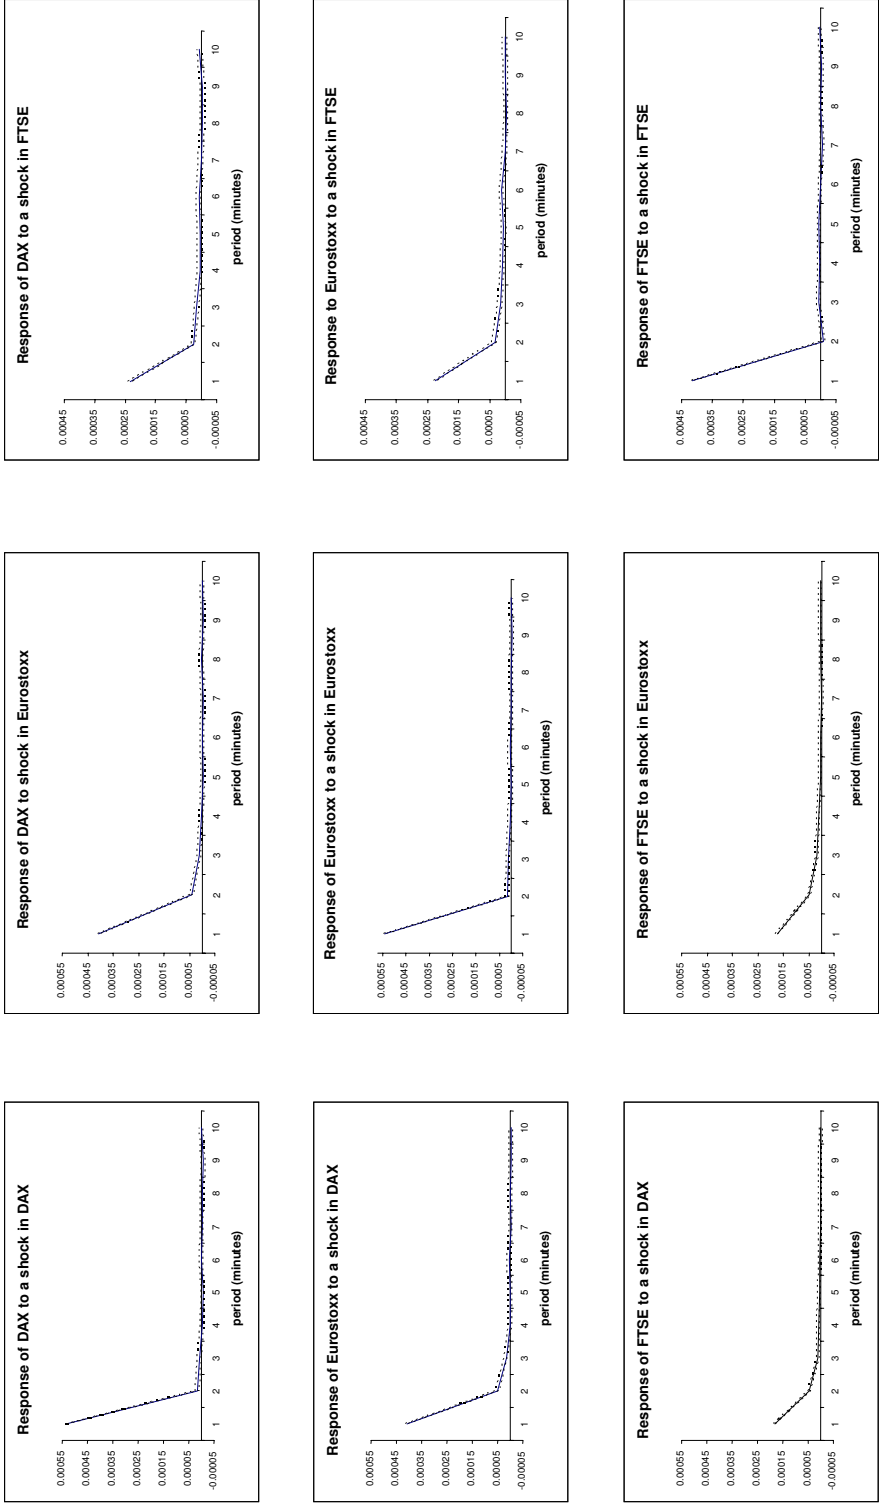 Response of DAX to a shock in DAX
0.00055
0.00045
0.00035
0.00025
0.00015
0.00005
-0.00005
1 2 3 4 5 6 7 8 9 10
period (minutes)
Response of DAX to shock in Eurostoxx
0.00055
0.00045
0.00035
0.00025
0.00015
0.00005
-0.00005
1 2 3 4 5 6 7 8 9 10
period (minutes)
Response of DAX to a shock in FTSE
0.00045
0.00035
0.00025
0.00015
0.00005
-0.00005
1 2 3 4 5 6 7 8 9 10
period (minutes)
Response of Eurostoxx to a shock in DAX
0.00055
0.00045
0.00035
0.00025
0.00015
0.00005
-0.00005
1 2 3 4 5 6 7 8 9 10
period (minutes)
Response of Eurostoxx to a shock in Eurostoxx
0.00055
0.00045
0.00035
0.00025
0.00015
0.00005
-0.00005
1 2 3 4 5 6 7 8 9 10
period (minutes)
Response to Eurostoxx to a shock in FTSE
0.00045
0.00035
0.00025
0.00015
0.00005
-0.00005
1 2 3 4 5 6 7 8 9 10
period (minutes)
Response of FTSE to a shock in DAX
0.00055
0.00045
0.00035
0.00025
0.00015
0.00005
-0.00005
1 2 3 4 5 6 7 8 9 10
period (minutes)
Response of FTSE to a shock in Eurostoxx
0.00055
0.00045
0.00035
0.00025
0.00015
0.00005
-0.00005
1 2 3 4 5 6 7 8 9 10
period (minutes)
Response of FTSE to a shock in FTSE
0.00045
0.00035
0.00025
0.00015
0.00005
-0.00005
1 2 3 4 5 6 7 8 9 10
period (minutes)